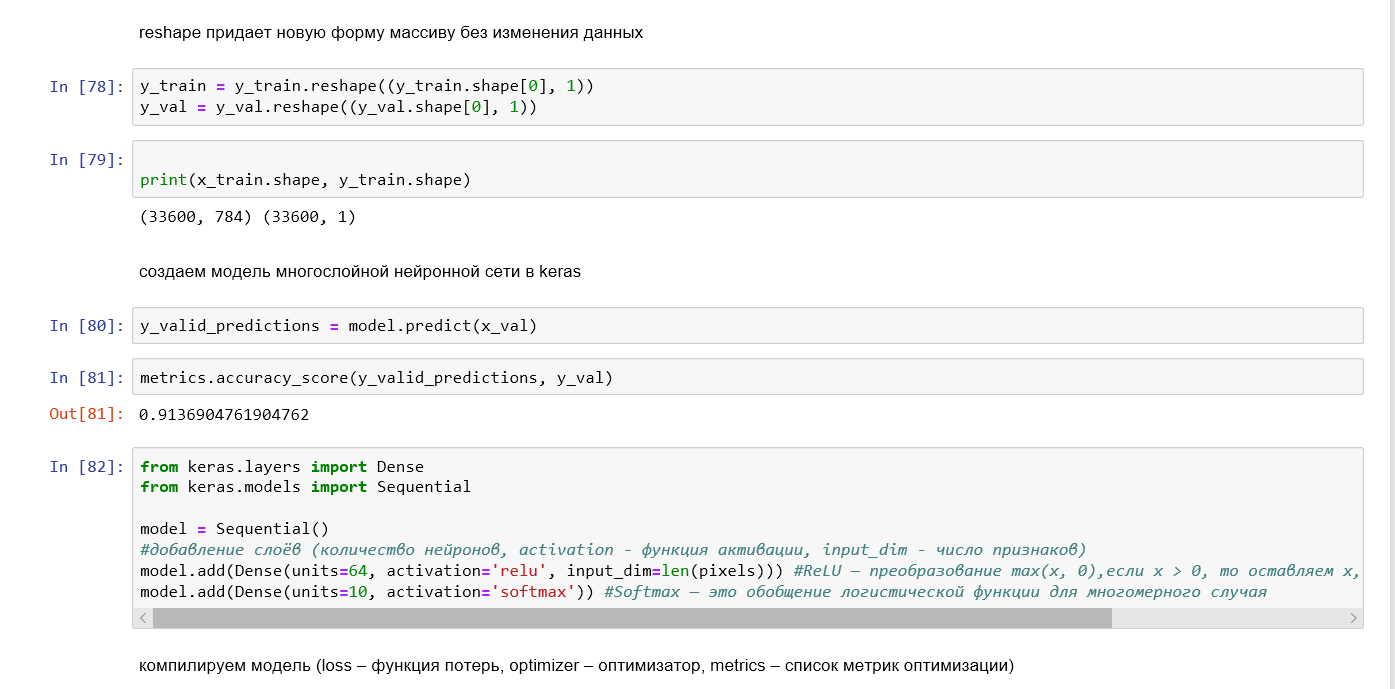 reshape придает новую форму массиву без изменения данных
In [78]: y_train = y_train.reshape((y_train.shape[0], 1))
y_val = y_val.reshape((y_val.shape[0], 1))
In [79]:
print(x_train.shape, y_train.shape)
(33600, 784) (33600, 1)
создаем модель многослойной нейронной сети в keras
In [80]: y_valid_predictions = model.predict(x_val)
In [81]: metrics.accuracy_score(y_valid_predictions, y_val)
Out[81]: 0.9136904761904762
In [82]: from keras.layers import Dense
from keras.models import Sequential
model = Sequential()
#добавление слоёв (количество нейронов, activation - функция активации, input_dim - число признаков)
model.add(Dense(units=64, activation='relu', input_dim=len(pixels))) #ReLU — преобразование max(x, 0),если x > 0, то оставляем x,
model.add(Dense(units=10, activation='softmax')) #Softmax — это обобщение логистической функции для многомерного случая
компилируем модель (loss – функция потерь, optimizer – оптимизатор, metrics – список метрик оптимизации)